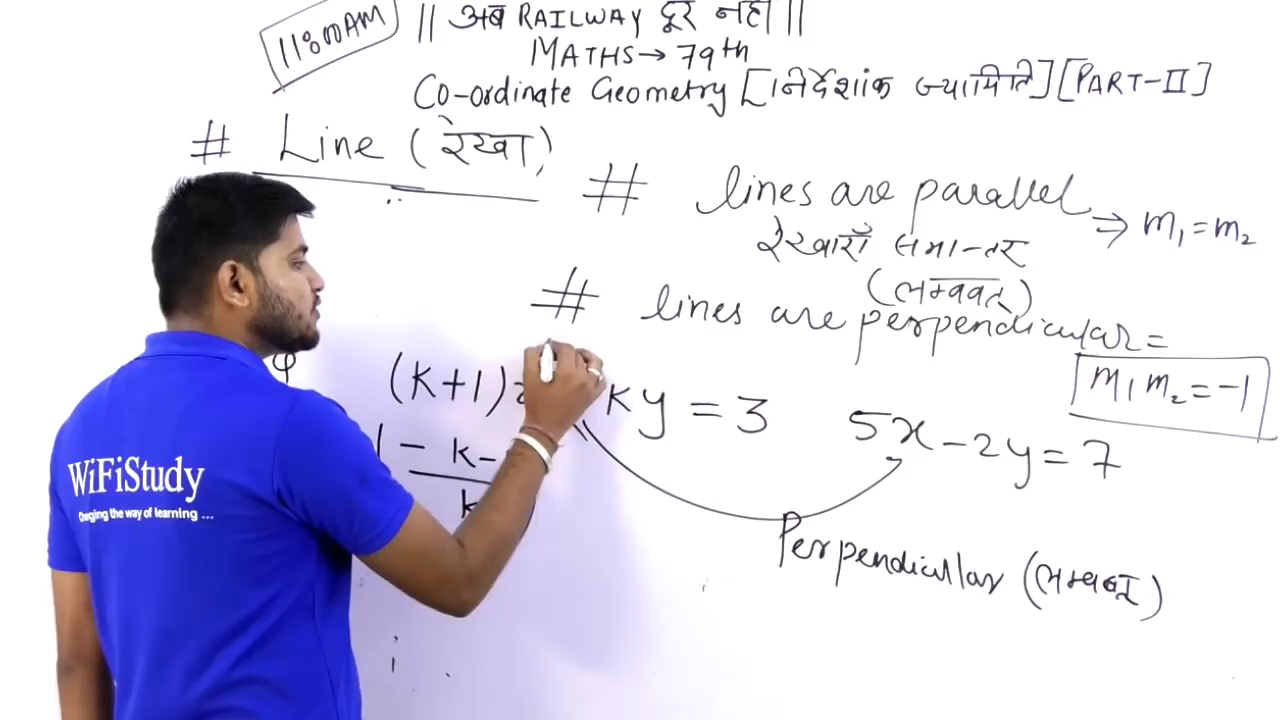 11:00AM
|| अब RAILWAY दूर नहीं ||
MATHS→79th
Co-ordinate Geometry [निर्देशांक ज्यामिति] [PART-II]
# Line (रेखा)
# lines are parallel ⇒ m₁=m₂
रेखाएँ समान्तर
(लम्बवत्)
# lines are perpendicular =
m₁m₂=-1
φ (k+1) ky = 3 5x-2y=7
- k-
k
Perpendicular (लम्बवत्)
WiFiStudy
Changing the way of learning ...